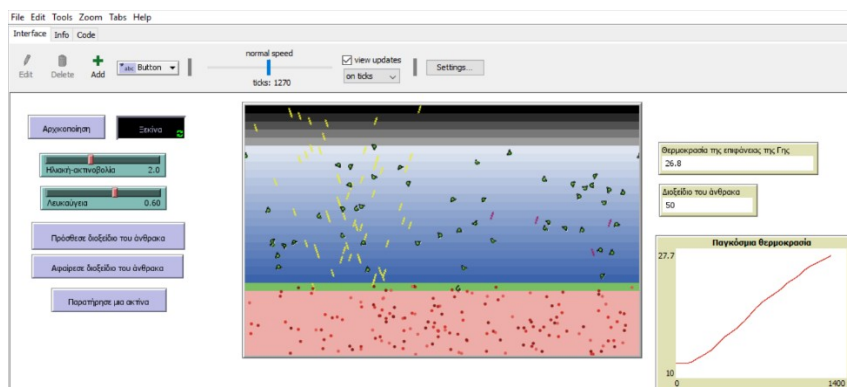 File Edit Tools Zoom Tabs Help
Interface Info Code
Edit Delete Add abc Button normal speed ticks: 1270 view updates on ticks Settings...
Αρχικοποίηση Ξεκίνα
Ηλιακή-ακτινοβολία 2.0
Λευκαύγεια 0.60
Πρόσθεσε διοξείδιο του άνθρακα
Αφαίρεσε διοξείδιο του άνθρακα
Παρατήρησε μια ακτίνα
Θερμοκρασία της επιφάνειας της Γης
26.8
Διοξείδιο του άνθρακα
50
Παγκόσμια θερμοκρασία
27.7
10
0 1400